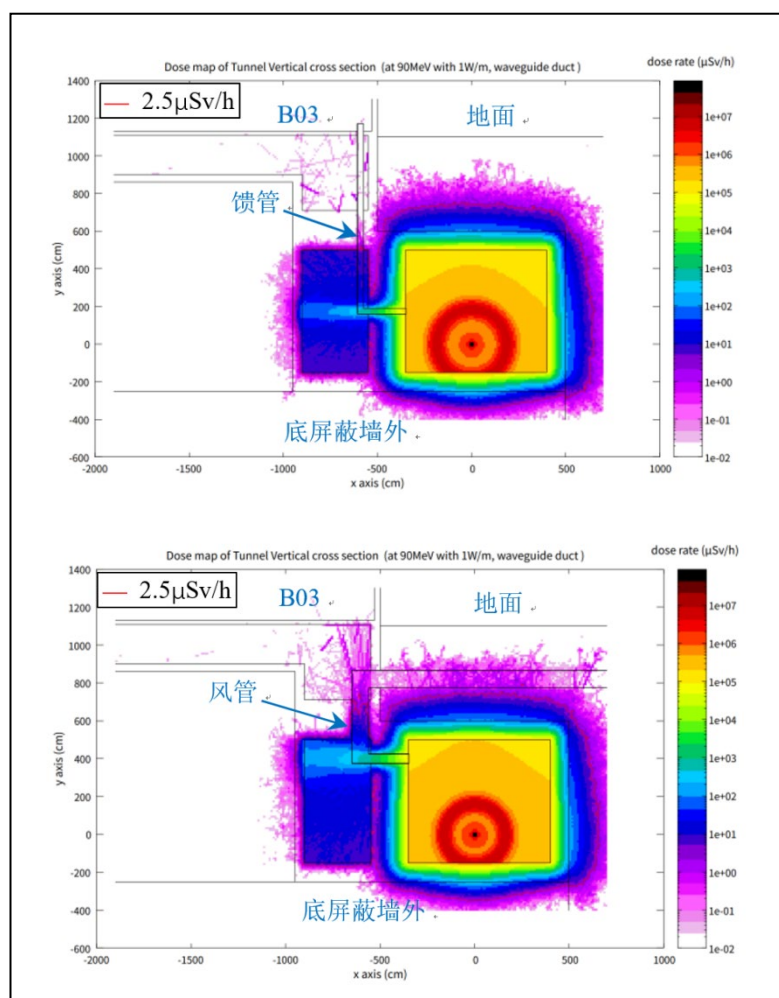 Dose map of Tunnel Vertical cross section (at 90MeV with 1W/m, waveguide duct )
dose rate (μSv/h)
2.5μSv/h
B03
地面
馈管
底屏蔽墙外
y axis (cm)
1400
1200
1000
800
600
400
200
0
-200
-400
-600
-2000
-1500
-1000
-500
0
500
1000
x axis (cm)
1e+07
1e+06
1e+05
1e+04
1e+03
1e+02
1e+01
1e+00
1e-01
1e-02
Dose map of Tunnel Vertical cross section (at 90MeV with 1W/m, waveguide duct )
dose rate (μSv/h)
2.5μSv/h
B03
地面
风管
底屏蔽墙外
y axis (cm)
1400
1200
1000
800
600
400
200
0
-200
-400
-600
-2000
-1500
-1000
-500
0
500
1000
x axis (cm)
1e+07
1e+06
1e+05
1e+04
1e+03
1e+02
1e+01
1e+00
1e-01
1e-02